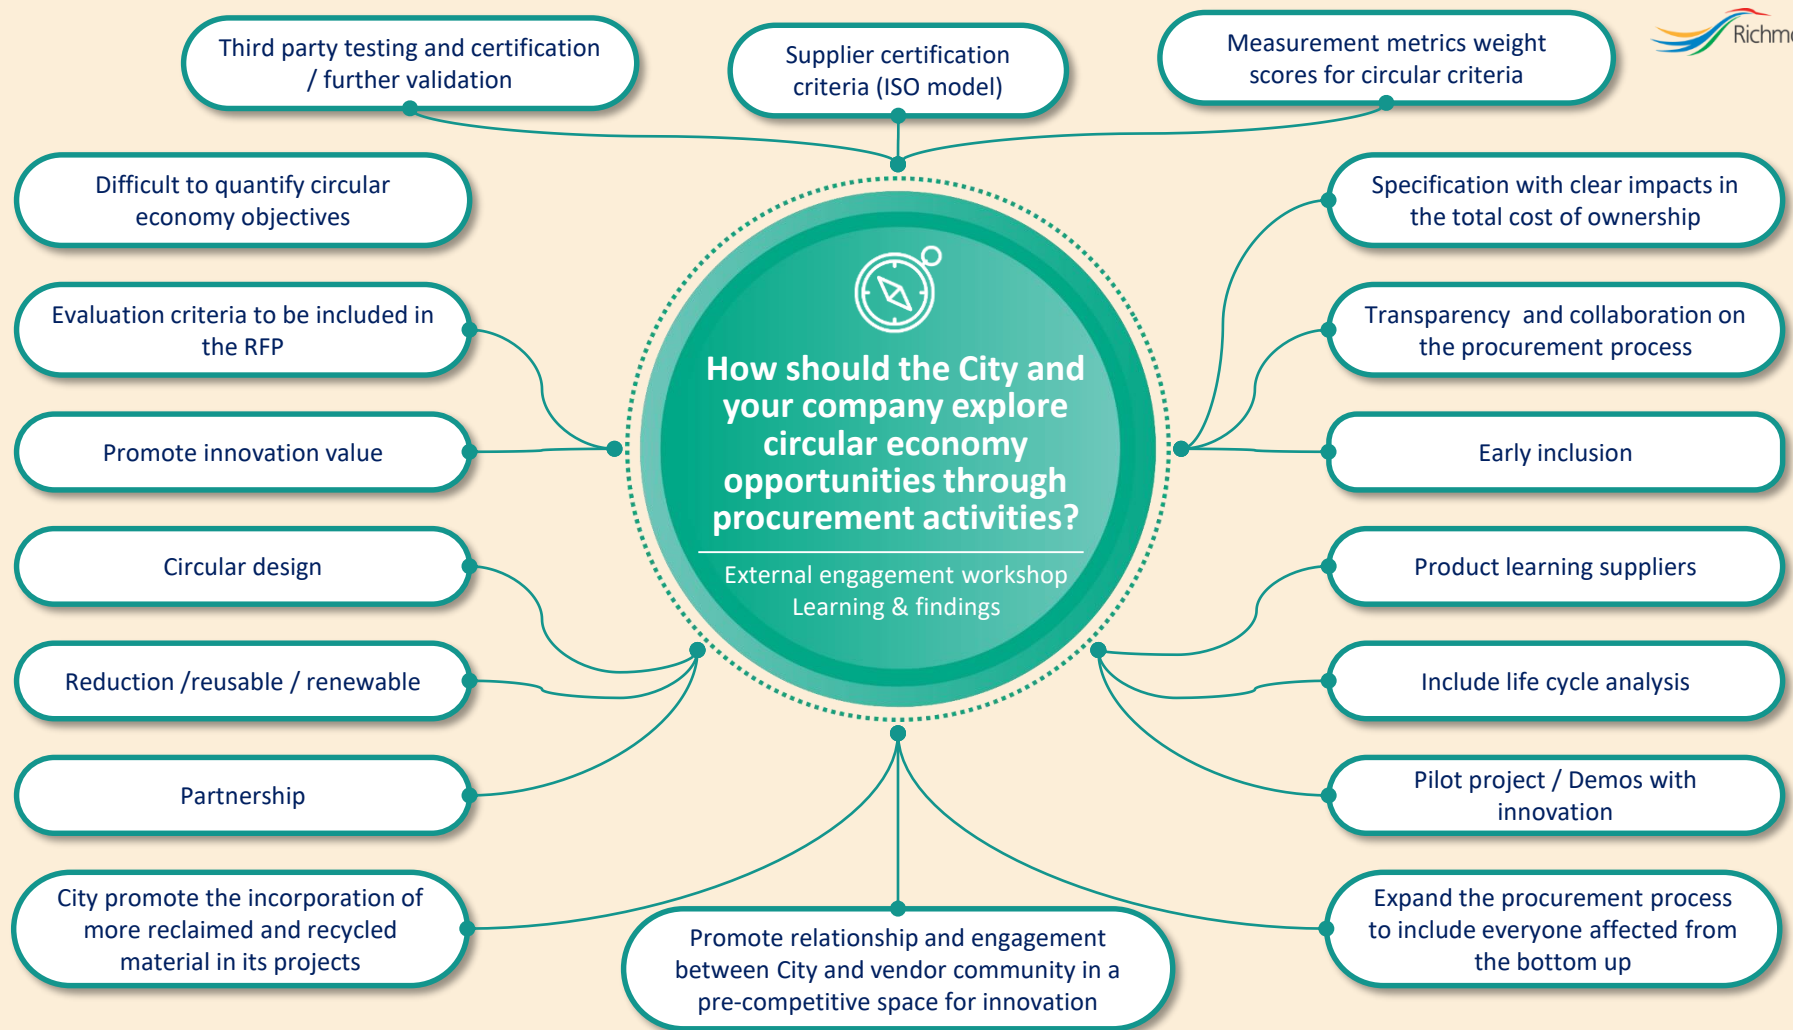 Third party testing and certification
/ further validation
Supplier certification
criteria (ISO model)
Measurement metrics weight
scores for circular criteria
Difficult to quantify circular
economy objectives
Evaluation criteria to be included in
the RFP
Promote innovation value
Circular design
Reduction /reusable / renewable
Partnership
City promote the incorporation of
more reclaimed and recycled
material in its projects
How should the City and
your company explore
circular economy
opportunities through
procurement activities?
External engagement workshop
Learning & findings
Promote relationship and engagement
between City and vendor community in a
pre-competitive space for innovation
Specification with clear impacts in
the total cost of ownership
Transparency and collaboration on
the procurement process
Early inclusion
Product learning suppliers
Include life cycle analysis
Pilot project / Demos with
innovation
Expand the procurement process
to include everyone affected from
the bottom up